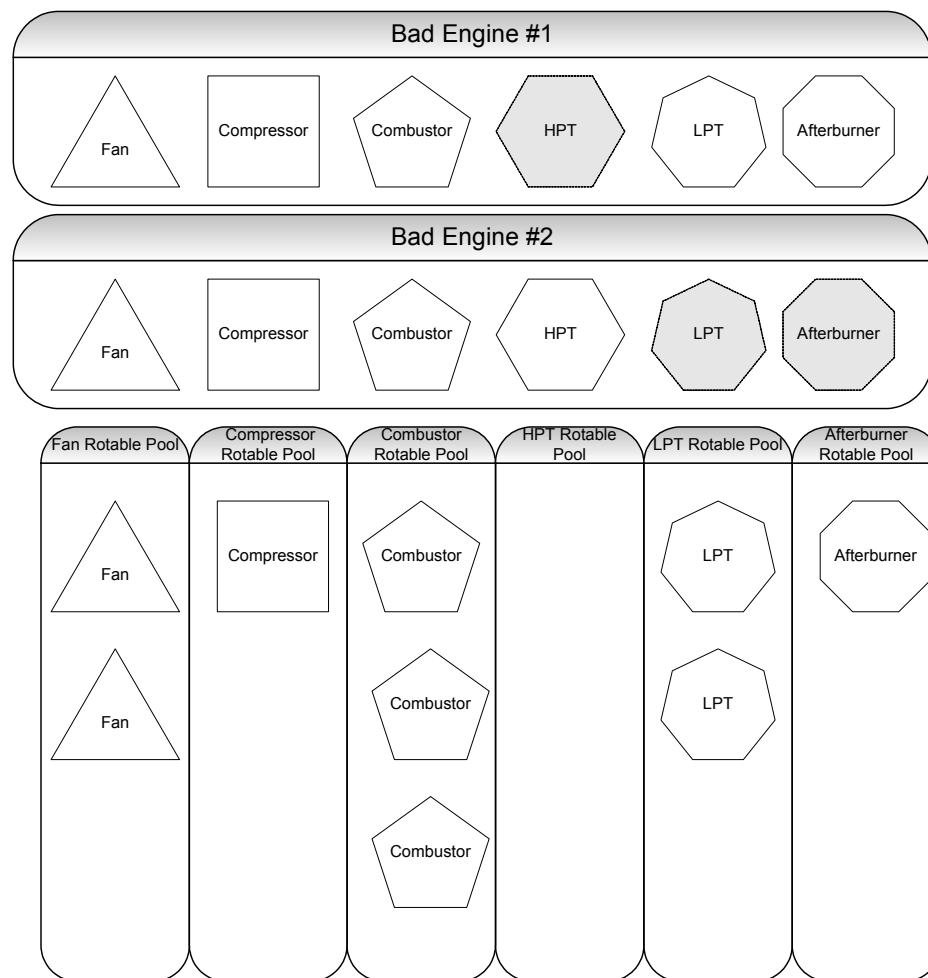 Bad Engine #1
Fan
Compressor
Combustor
HPT
LPT
Afterburner
Bad Engine #2
Fan
Compressor
Combustor
HPT
LPT
Afterburner
Fan Rotable Pool
Compressor
Rotable Pool
Combustor
Rotable Pool
HPT Rotable
Pool
LPT Rotable Pool
Afterburner
Rotable Pool
Fan
Compressor
Combustor
LPT
Afterburner
Fan
Combustor
LPT
Combustor